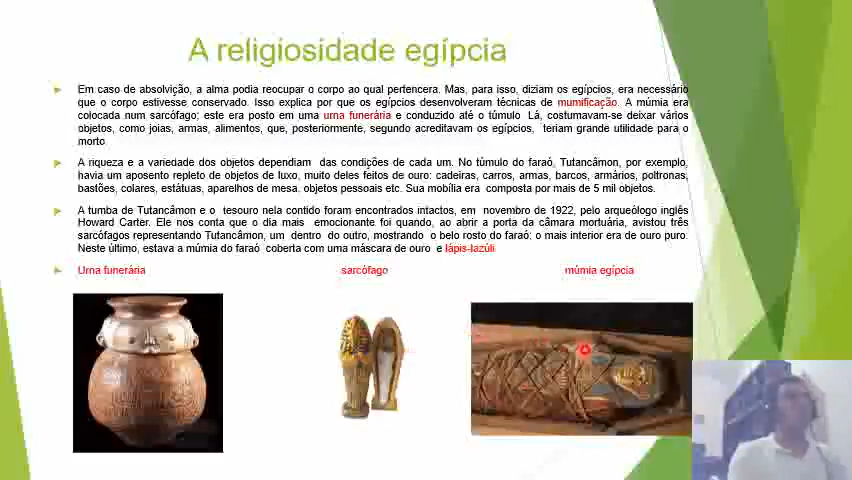 A religiosidade egípcia
Em caso de absolvição, a alma podia reocupar o corpo ao qual pertencera. Mas, para isso, diziam os egípcios, era necessário
que o corpo estivesse conservado. Isso explica por que os egípcios desenvolveram técnicas de mumificação. A múmia era
colocada num sarcófago; este era posto em uma urna funerária e conduzido até o túmulo Lá, costumavam-se deixar vários
objetos, como joias, armas, alimentos, que, posteriormente, segundo acreditavam os egípcios, teriam grande utilidade para o
morto
A riqueza e a variedade dos objetos dependiam das condições de cada um. No túmulo do faraó, Tutancâmon, por exemplo,
havia um aposento repleto de objetos de luxo, muito deles feitos de ouro: cadeiras, carros, armas, barcos, armários, poltronas,
bastões, colares, estátuas, aparelhos de mesa. objetos pessoais etc. Sua mobília era composta por mais de 5 mil objetos.
A tumba de Tutancâmon e o tesouro nela contido foram encontrados intactos, em novembro de 1922, pelo arqueólogo inglês
Howard Carter. Ele nos conta que o dia mais emocionante foi quando, ao abrir a porta da câmara mortuária, avistou três
sarcófagos representando Tutancâmon, um dentro do outro, mostrando o belo rosto do faraó; o mais interior era de ouro puro.
Neste último, estava a múmia do faraó coberta com uma máscara de ouro e lápis-lazúli
Urna funerária sarcófago múmia egípcia